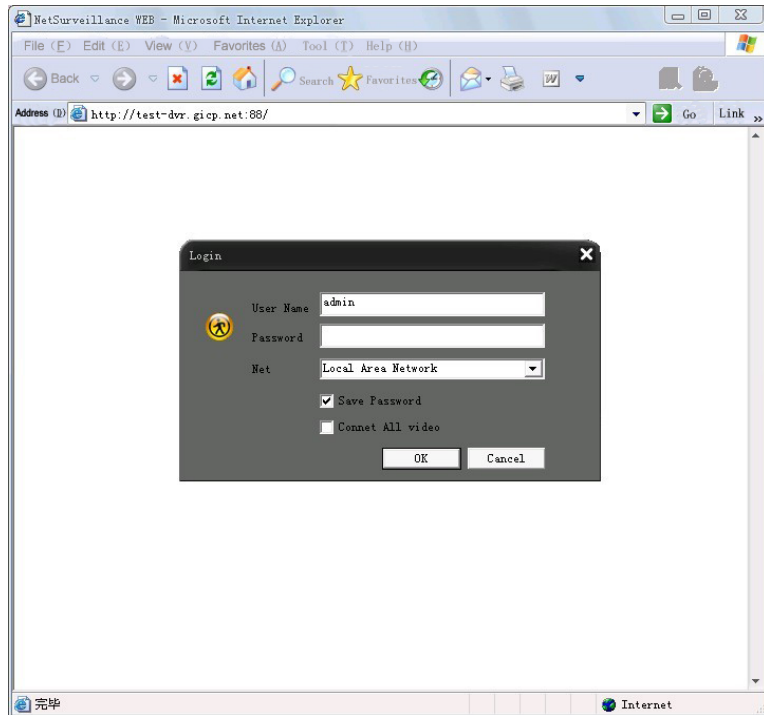 NetSurveillance WEB - Microsoft Internet Explorer
File (F) Edit (E) View (V) Favorites (A) Tool (T) Help (H)
Back Search Favorites W
Address (D) http://test-dvr.gicp.net:88/ Go Link »
Login
User Name admin
Password
Net Local Area Network
Save Password
Connet All video
OK Cancel
完毕 Internet